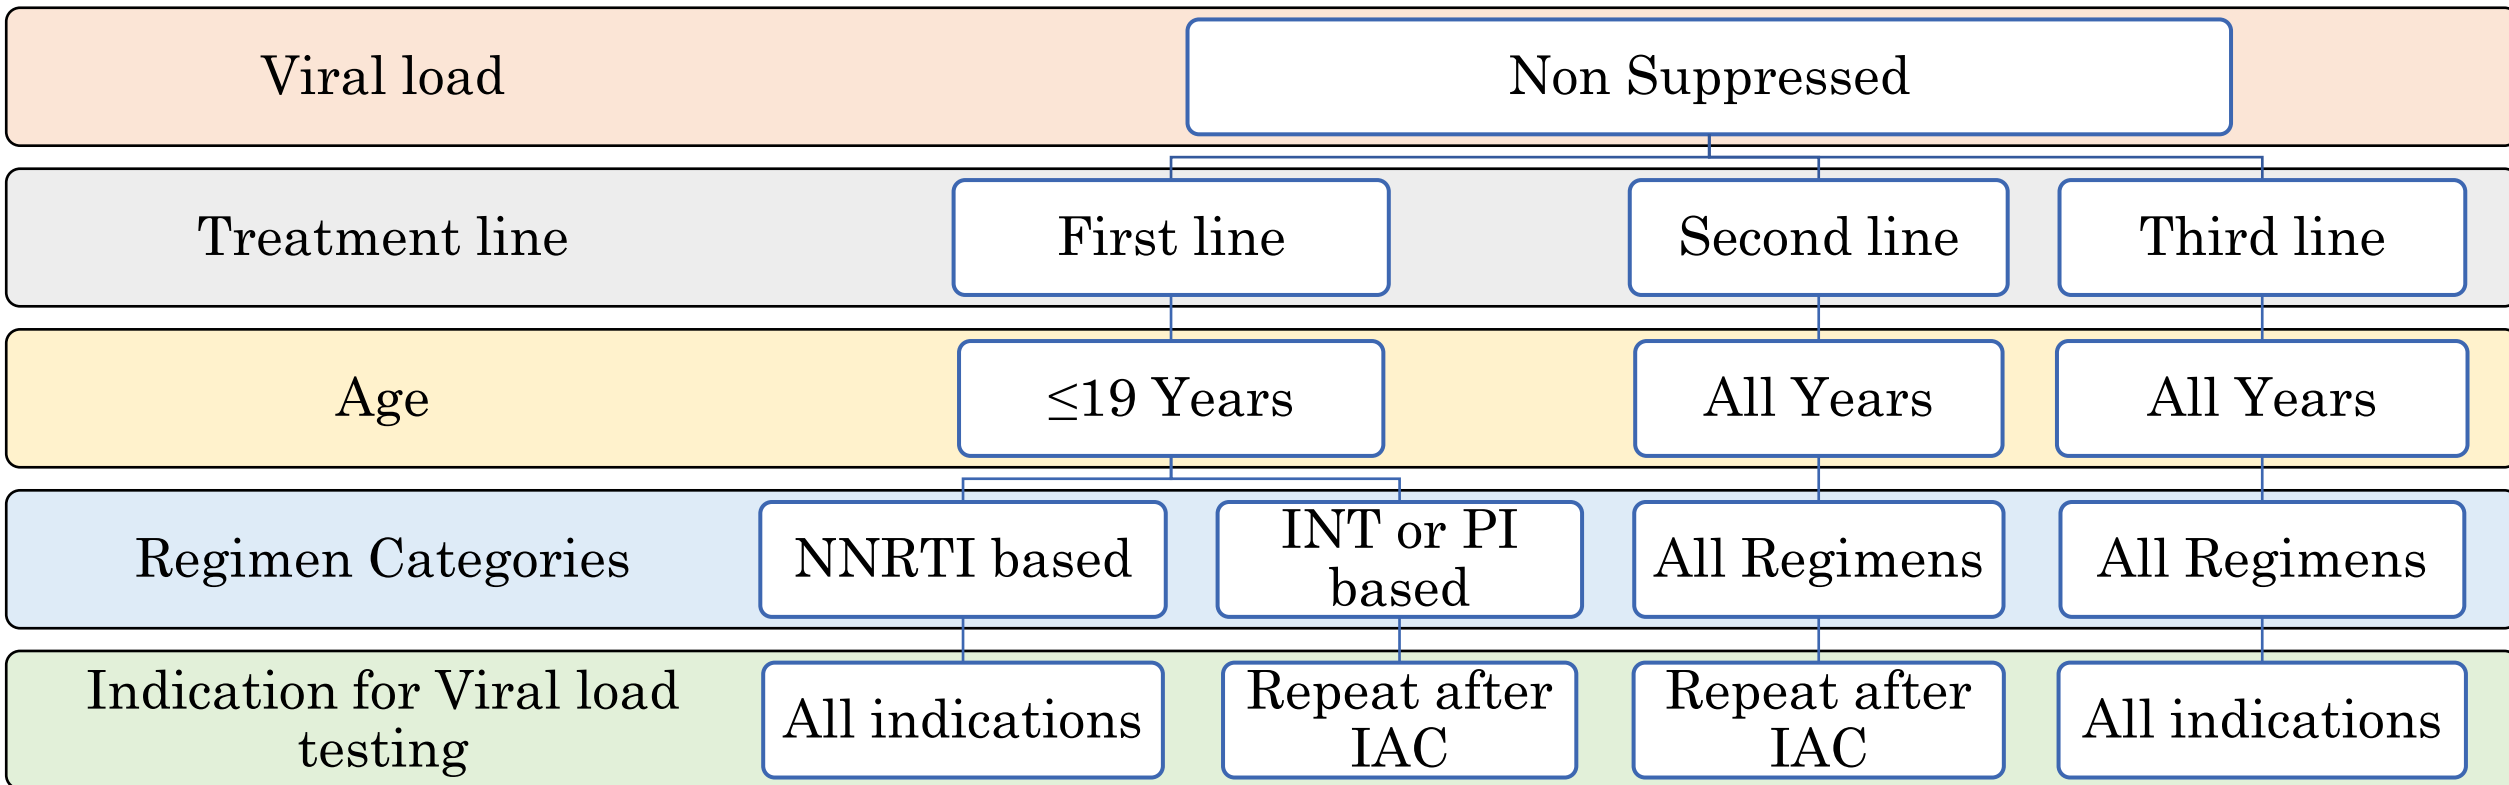 Viral load
Non Suppressed
Treatment line
First line
Second line
Third line
Age
≤19 Years
All Years
All Years
Regimen Categories
NNRTI based
INT or PI
based
All Regimens
All Regimens
Indication for Viral load
testing
All indications
Repeat after
IAC
Repeat after
IAC
All indications